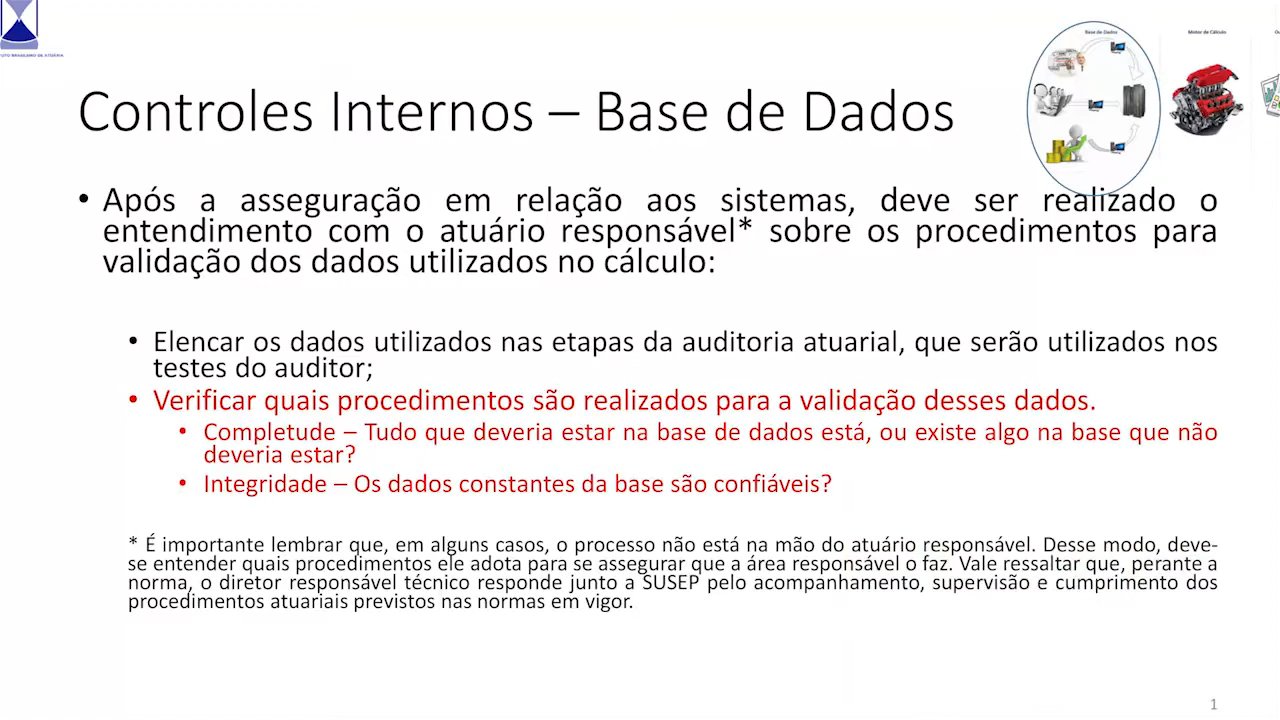 UTO BRASILEIRO DE ATUÁRIA
Base de Dados
Motor de Cálculo
Controles Internos – Base de Dados
• Após a asseguração em relação aos sistemas, deve ser realizado o
entendimento com o atuário responsável* sobre os procedimentos para
validação dos dados utilizados no cálculo:
• Elencar os dados utilizados nas etapas da auditoria atuarial, que serão utilizados nos
testes do auditor;
• Verificar quais procedimentos são realizados para a validação desses dados.
• Completude – Tudo que deveria estar na base de dados está, ou existe algo na base que não
deveria estar?
• Integridade – Os dados constantes da base são confiáveis?
* É importante lembrar que, em alguns casos, o processo não está na mão do atuário responsável. Desse modo, deve-
se entender quais procedimentos ele adota para se assegurar que a área responsável o faz. Vale ressaltar que, perante a
norma, o diretor responsável técnico responde junto a SUSEP pelo acompanhamento, supervisão e cumprimento dos
procedimentos atuariais previstos nas normas em vigor.
1